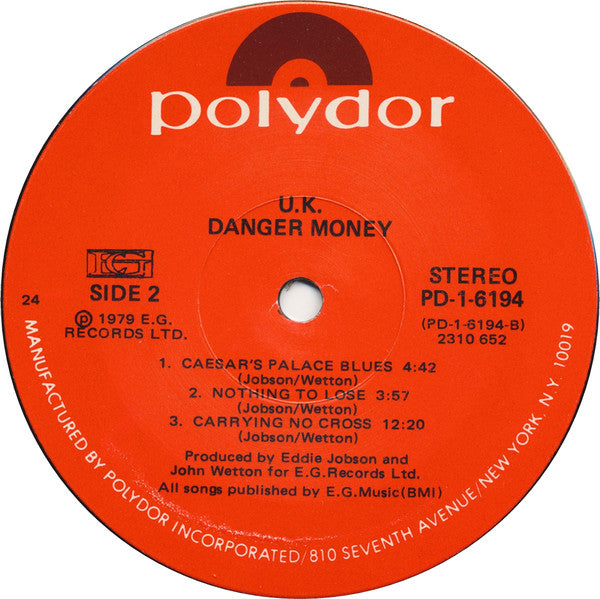 polydor
U.K.
DANGER MONEY
EG
SIDE 2
24
℗ 1979 E.G.
RECORDS LTD.
STEREO
PD-1-6194
(PD-1-6194-B)
2310 652
1. CAESAR'S PALACE BLUES 4:42
(Jobson/Wetton)
2. NOTHING TO LOSE 3:57
(Jobson/Wetton)
3. CARRYING NO CROSS 12:20
(Jobson/Wetton)
Produced by Eddie Jobson and
John Wetton for E.G.Records Ltd.
All songs published by E.G.Music(BMI)
MANUFACTURED BY POLYDOR INCORPORATED/810 SEVENTH AVENUE/NEW YORK, N.Y. 10019